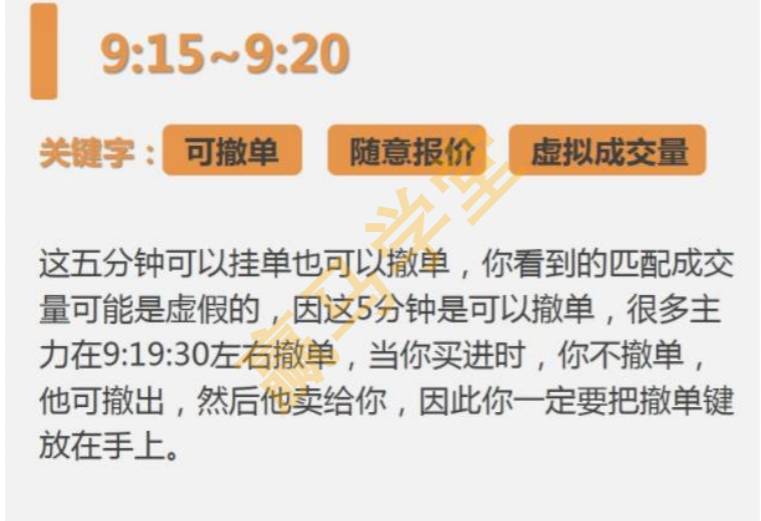 9:15~9:20
关键字： 可撤单 随意报价 虚拟成交量
这五分钟可以挂单也可以撤单，你看到的匹配成交
量可能是虚假的，因这5分钟是可以撤单，很多主
力在9:19:30左右撤单，当你买进时，你不撤单，
他可撤出，然后他卖给你，因此你一定要把撤单键
放在手上。
赢马学堂